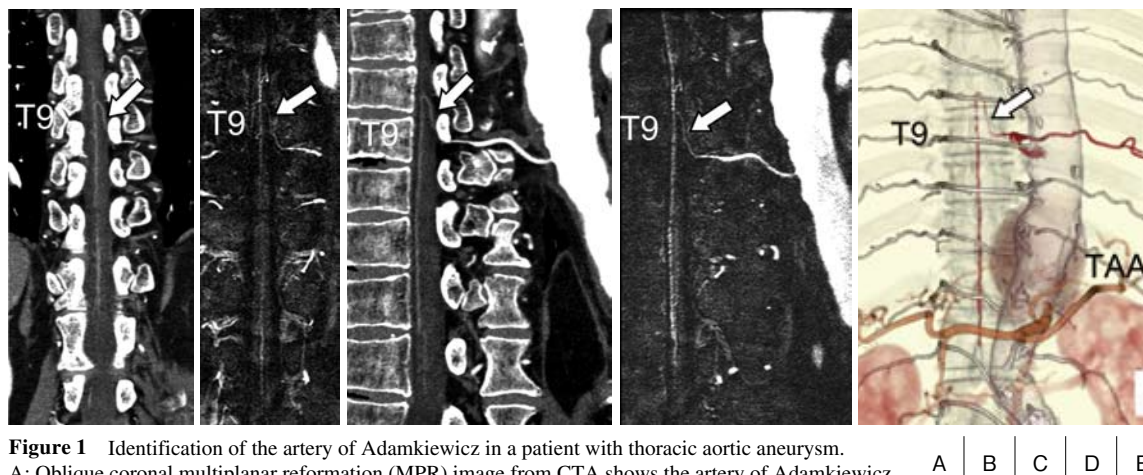 T9
T9
T9
T9
T9
TAA
Figure 1 Identification of the artery of Adamkiewicz in a patient with thoracic aortic aneurysm.
A: Oblique coronal multiplanar reformation (MPR) image from CTA shows the artery of Adamkiewicz
A B C D E